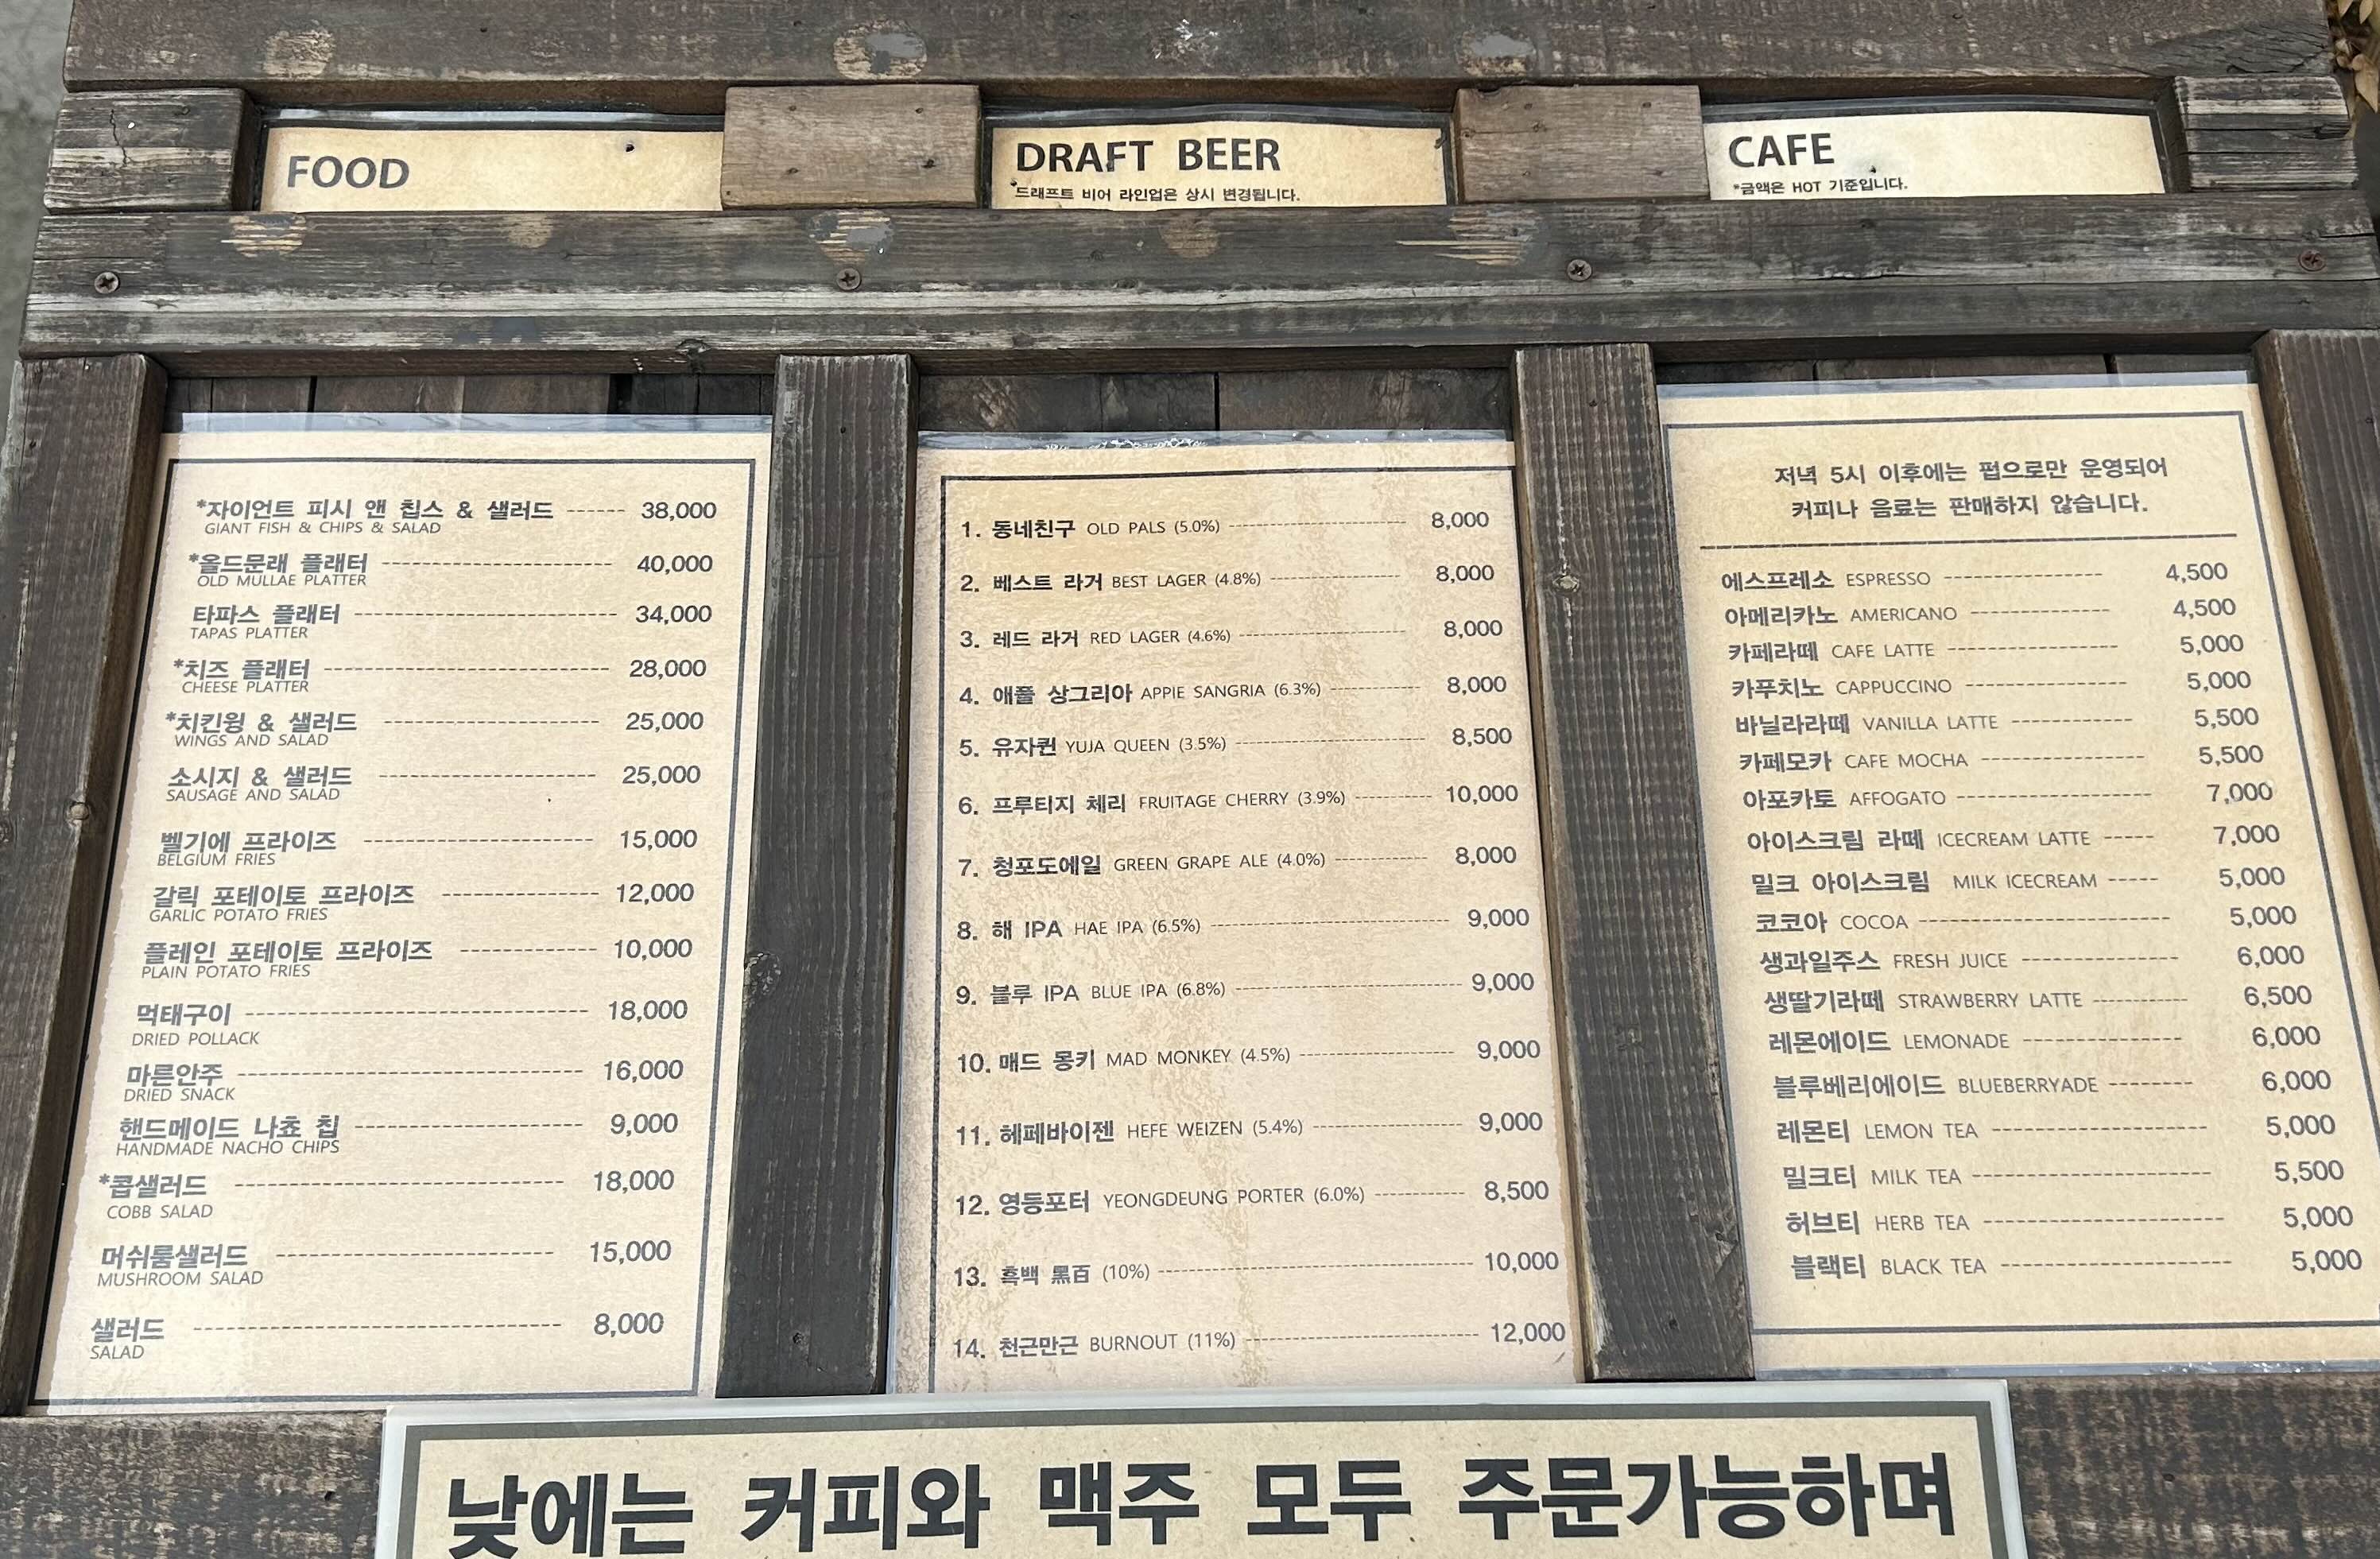 FOOD
*자이언트 피시 앤 칩스 & 샐러드 ------ 38,000
GIANT FISH & CHIPS & SALAD
*올드문래 플래터 ------ 40,000
OLD MULLAE PLATTER
타파스 플래터 ------ 34,000
TAPAS PLATTER
*치즈 플래터 ------ 28,000
CHEESE PLATTER
*치킨윙 & 샐러드 ------ 25,000
WINGS AND SALAD
소시지 & 샐러드 ------ 25,000
SAUSAGE AND SALAD
벨기에 프라이즈 ------ 15,000
BELGIUM FRIES
갈릭 포테이토 프라이즈 ------ 12,000
GARLIC POTATO FRIES
플레인 포테이토 프라이즈 ------ 10,000
PLAIN POTATO FRIES
먹태구이 ------ 18,000
DRIED POLLACK
마른안주 ------ 16,000
DRIED SNACK
핸드메이드 나쵸 칩 ------ 9,000
HANDMADE NACHO CHIPS
*콥샐러드 ------ 18,000
COBB SALAD
머쉬룸샐러드 ------ 15,000
MUSHROOM SALAD
샐러드 ------ 8,000
SALAD
DRAFT BEER
*드래프트 비어 라인업은 상시 변경됩니다.
1. 동네친구 OLD PALS (5.0%) ------ 8,000
2. 베스트 라거 BEST LAGER (4.8%) ------ 8,000
3. 레드 라거 RED LAGER (4.6%) ------ 8,000
4. 애플 상그리아 APPIE SANGRIA (6.3%) ------ 8,000
5. 유자퀸 YUJA QUEEN (3.5%) ------ 8,500
6. 프루티지 체리 FRUITAGE CHERRY (3.9%) ------ 10,000
7. 청포도에일 GREEN GRAPE ALE (4.0%) ------ 8,000
8. 해 IPA HAE IPA (6.5%) ------ 9,000
9. 블루 IPA BLUE IPA (6.8%) ------ 9,000
10. 매드 몽키 MAD MONKEY (4.5%) ------ 9,000
11. 헤페바이젠 HEFE WEIZEN (5.4%) ------ 9,000
12. 영등포터 YEONGDEUNG PORTER (6.0%) ------ 8,500
13. 흑백 黑百 (10%) ------ 10,000
14. 천근만근 BURNOUT (11%) ------ 12,000
CAFE
*금액은 HOT 기준입니다.
저녁 5시 이후에는 펍으로만 운영되어
커피나 음료는 판매하지 않습니다.
에스프레소 ESPRESSO ------ 4,500
아메리카노 AMERICANO ------ 4,500
카페라떼 CAFE LATTE ------ 5,000
카푸치노 CAPPUCCINO ------ 5,000
바닐라라떼 VANILLA LATTE ------ 5,500
카페모카 CAFE MOCHA ------ 5,500
아포카토 AFFOGATO ------ 7,000
아이스크림 라떼 ICECREAM LATTE ----- 7,000
밀크 아이스크림 MILK ICECREAM ----- 5,000
코코아 COCOA ------ 5,000
생과일주스 FRESH JUICE ------ 6,000
생딸기라떼 STRAWBERRY LATTE ------ 6,500
레몬에이드 LEMONADE ------ 6,000
블루베리에이드 BLUEBERRYADE ------ 6,000
레몬티 LEMON TEA ------ 5,000
밀크티 MILK TEA ------ 5,500
허브티 HERB TEA ------ 5,000
블랙티 BLACK TEA ------ 5,000
낮에는 커피와 맥주 모두 주문가능하며